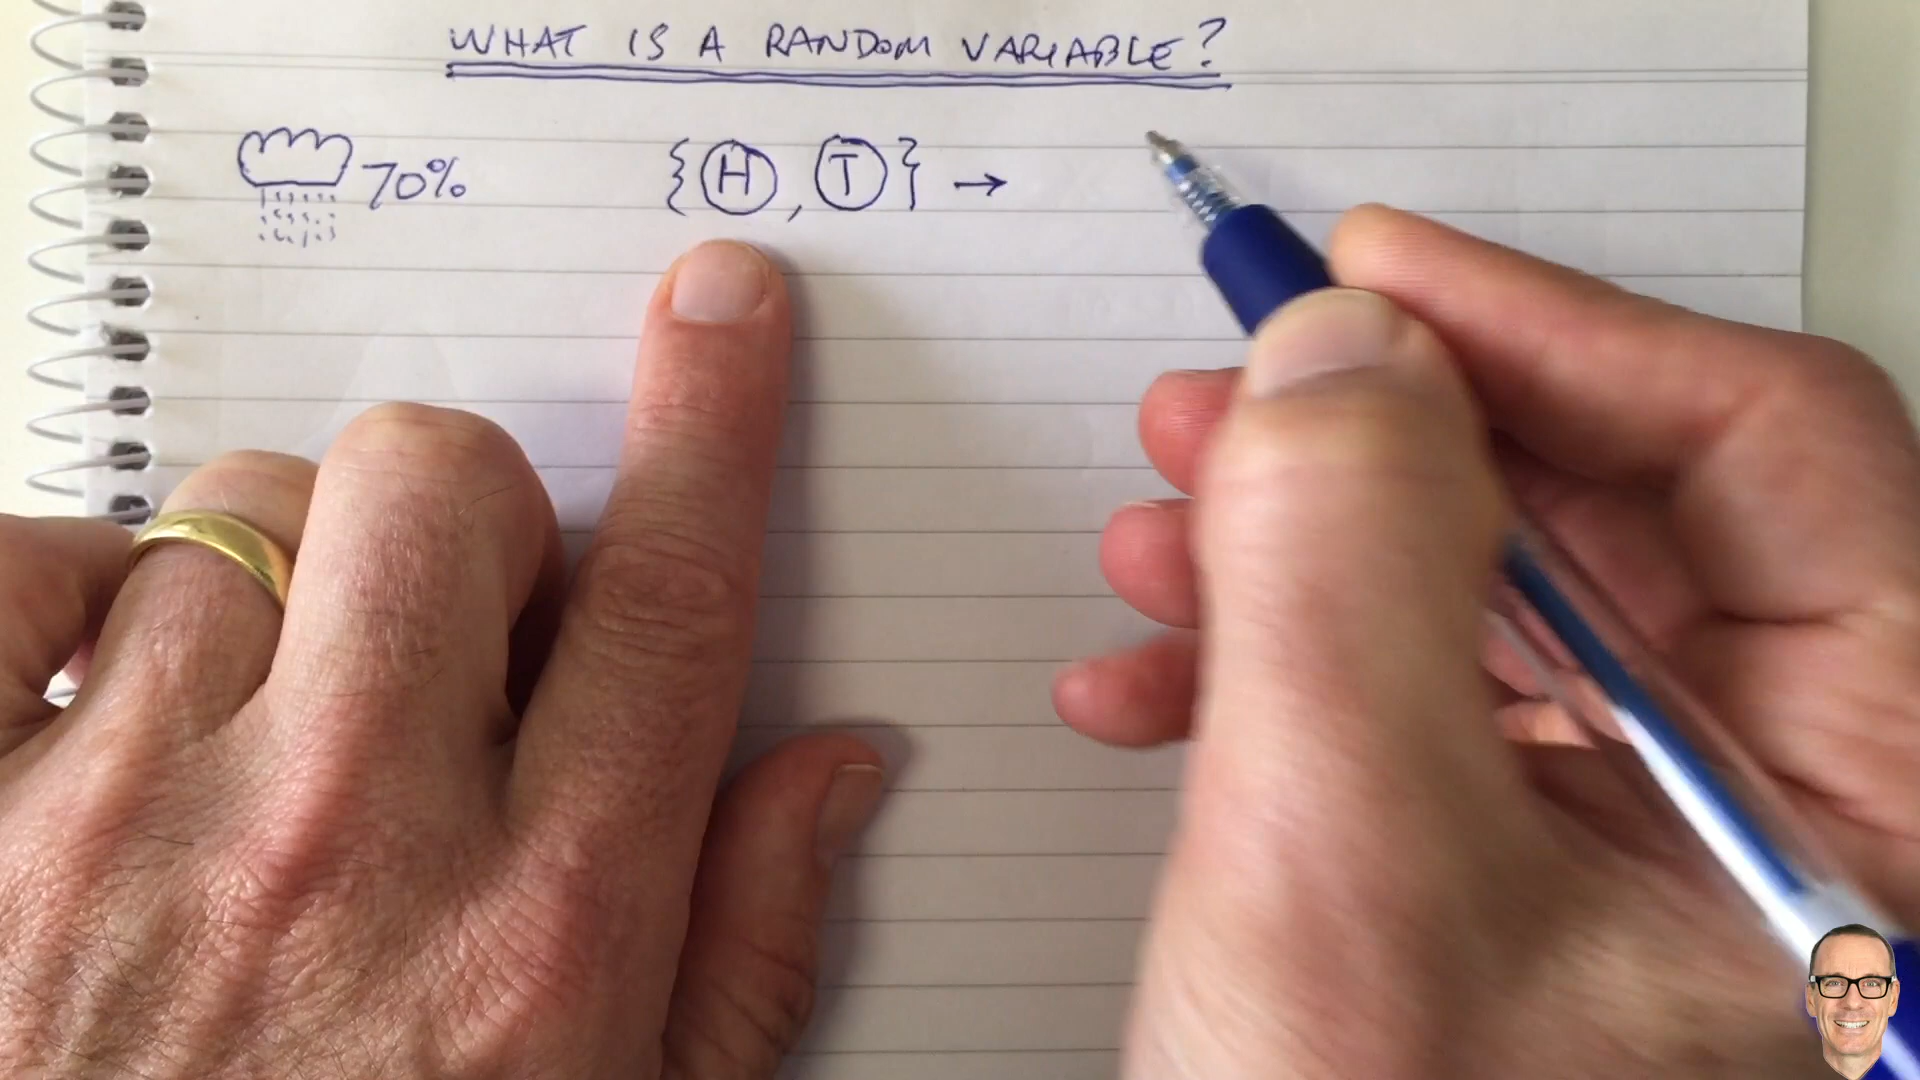 WHAT IS A RANDOM VARIABLE?
70% {H, T} →